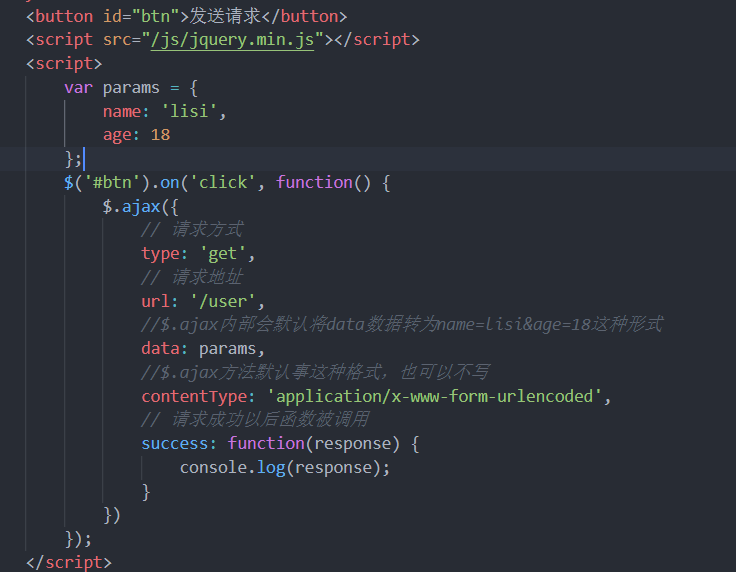 <button id="btn">发送请求</button>
<script src="/js/jquery.min.js"></script>
<script>
var params = {
name: 'lisi',
age: 18
};
$('#btn').on('click', function() {
$.ajax({
// 请求方式
type: 'get',
// 请求地址
url: '/user',
//$.ajax内部会默认将data数据转为name=lisi&age=18这种形式
data: params,
//$.ajax方法默认事这种格式，也可以不写
contentType: 'application/x-www-form-urlencoded',
// 请求成功以后函数被调用
success: function(response) {
console.log(response);
}
})
});
</script>